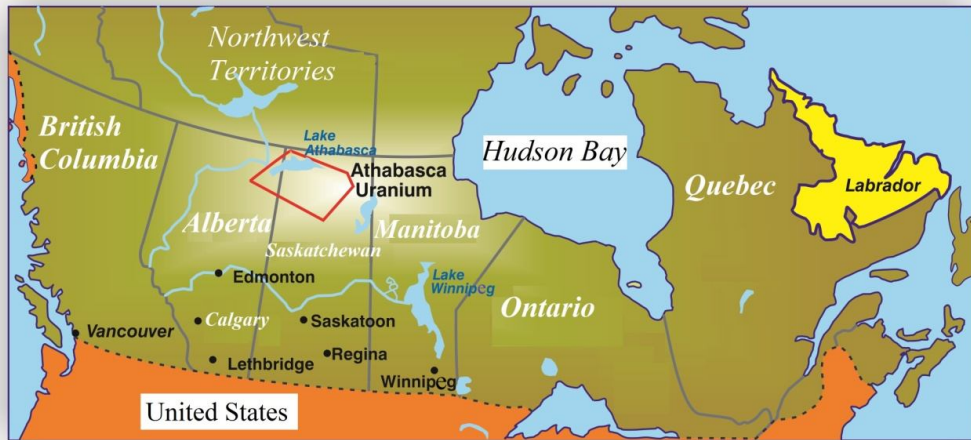 Northwest
Territories
British
Columbia
Lake
Athabasca
Athabasca
Uranium
Hudson Bay
Quebec
Labrador
Alberta
Manitoba
Saskatchewan
Edmonton
Lake
Winnipeg
Ontario
Vancouver
Calgary
Saskatoon
Lethbridge
Regina
Winnipeg
United States